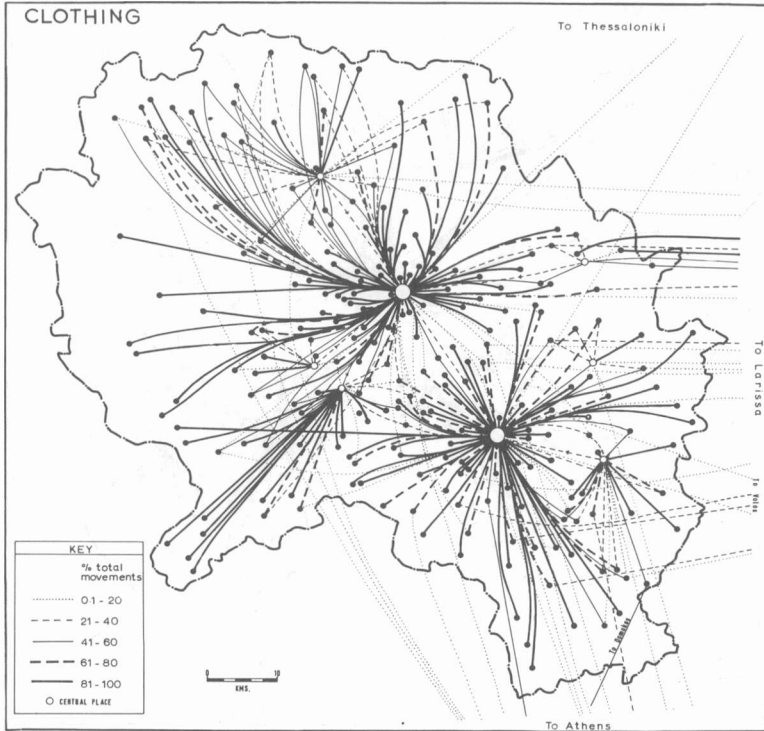 CLOTHING
To Thessaloniki
To Larissa
To Volos
To Domokos
To Athens
KEY
% total
movements
0·1 - 20
21 - 40
41 - 60
61 - 80
81 - 100
CENTRAL PLACE
0 10
KMS.